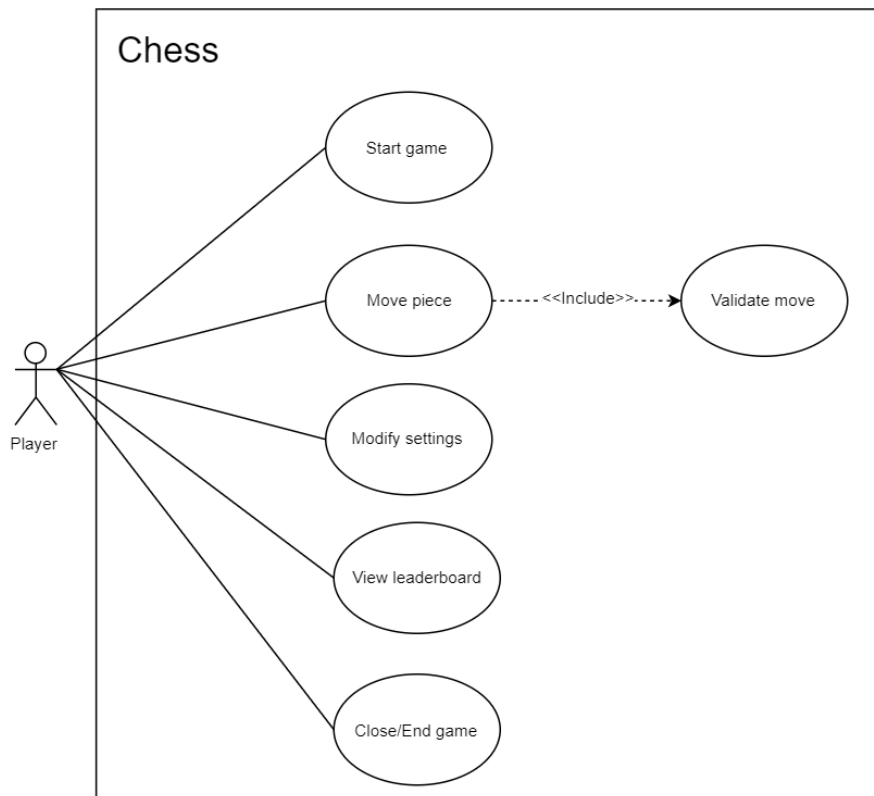 Chess
Start game
Move piece
<<Include>>
Validate move
Player
Modify settings
View leaderboard
Close/End game